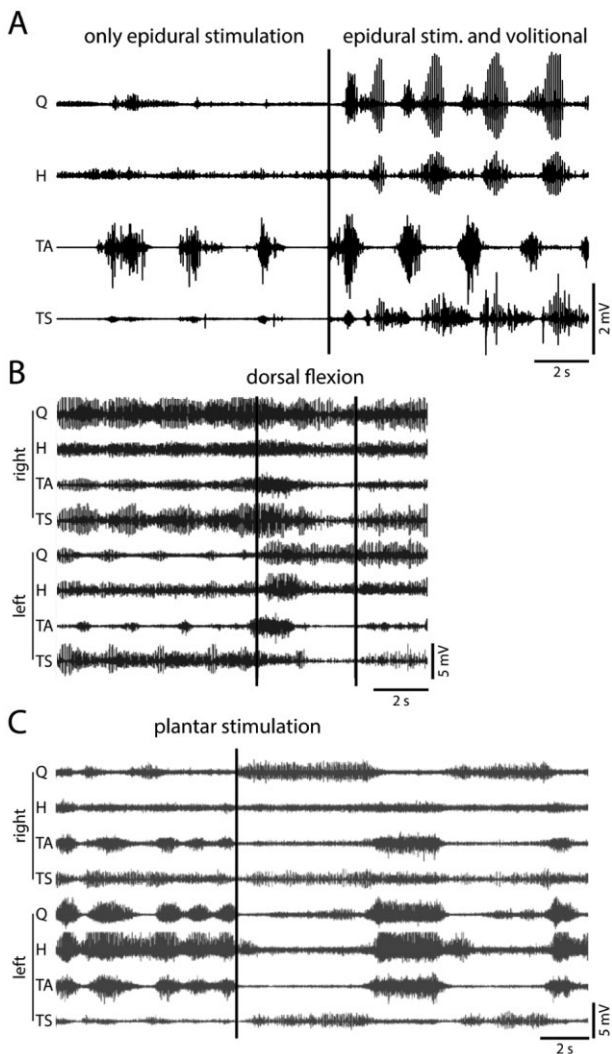 A
only epidural stimulation
epidural stim. and volitional
Q
H
TA
TS
2 mV
2 s
B
dorsal flexion
right
Q
H
TA
TS
left
Q
H
TA
TS
5 mV
2 s
C
plantar stimulation
right
Q
H
TA
TS
left
Q
H
TA
TS
5 mV
2 s